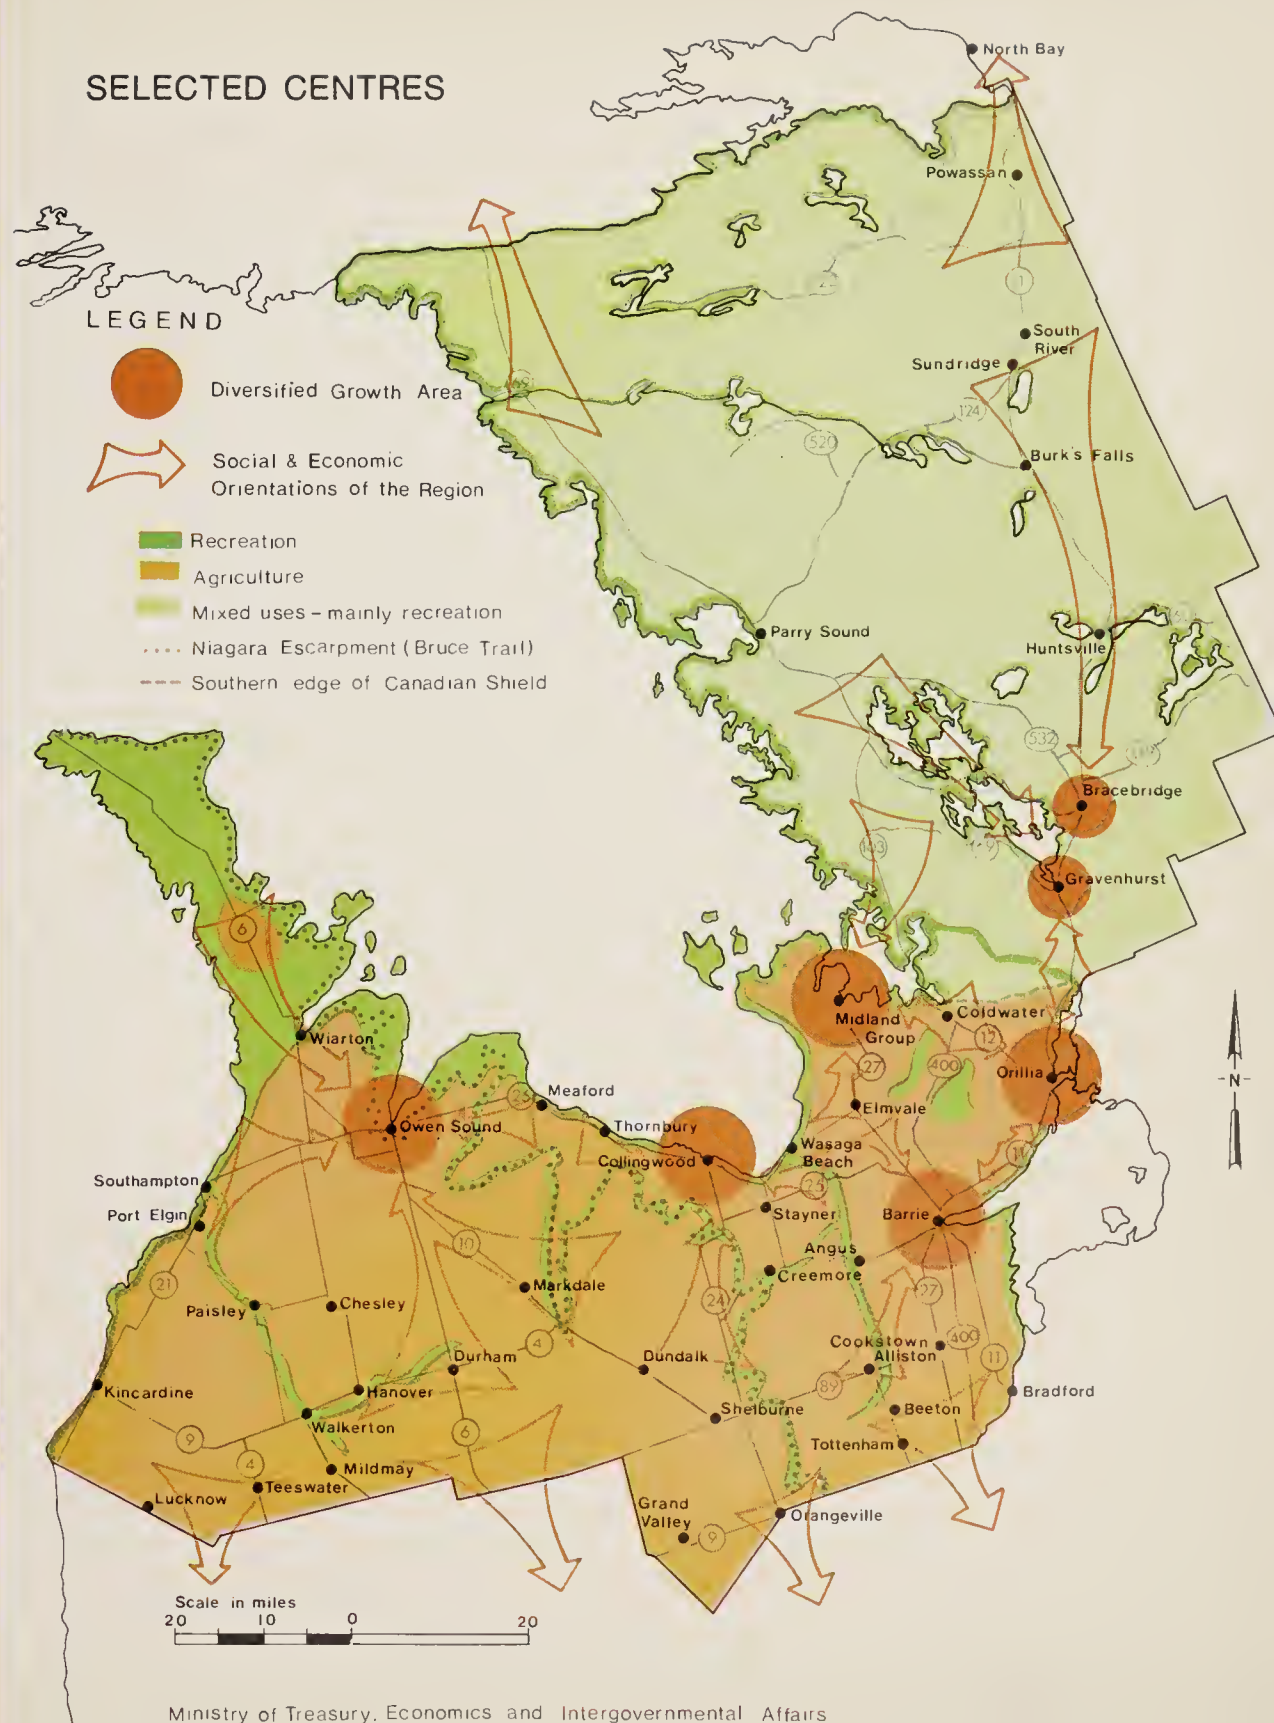 SELECTED CENTRES
North Bay
Powassan
11
South
River
Sundridge
124
69
520
Burk's Falls
LEGEND
Diversified Growth Area
Social & Economic
Orientations of the Region
Recreation
Agriculture
Mixed uses – mainly recreation
Niagara Escarpment (Bruce Trail)
Southern edge of Canadian Shield
Parry Sound
Huntsville
532
Bracebridge
103
Gravenhurst
6
Wiarton
Midland
Group
Coldwater
12
400
27
Orillia
Elmvale
Meaford
26
Owen Sound
Thornbury
Collingwood
Wasaga
Beach
11
Southampton
Port Elgin
26
Stayner
Barrie
Angus
Creemore
10
21
Markdale
24
27
Paisley
Chesley
Cookstown
400
Alliston
4
Durham
Dundalk
11
89
Kincardine
Hanover
Bradford
Walkerton
Shelburne
Beeton
9
6
Tottenham
4
Mildmay
Teeswater
Lucknow
Grand
Valley
Orangeville
9
N
Scale in miles
20 10 0 20
Ministry of Treasury, Economics and Intergovernmental Affairs